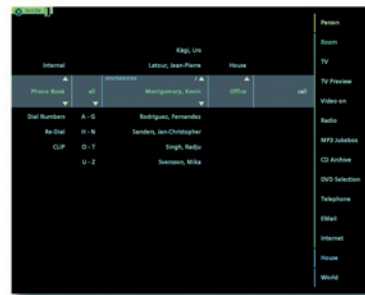 inside
Kägi, Urs
Internal Latour, Jean-Pierre House
Phone Book all Montgomery, Kevin Office call
Dial Numbers A - G Rodriguez, Fernandez
Re-Dial H - N Sanders, Jan-Christopher
CLIP O - T Singh, Radju
U - Z Svensson, Mika
Person
Room
TV
TV Preview
Video on
Radio
MP3 Jukebox
CD Archive
DVD Selection
Telephone
EMail
Internet
House
World